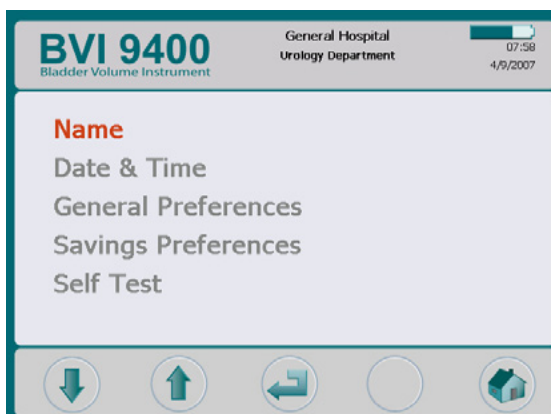 BVI 9400
Bladder Volume Instrument
General Hospital
Urology Department
07:58
4/9/2007
Name
Date & Time
General Preferences
Savings Preferences
Self Test